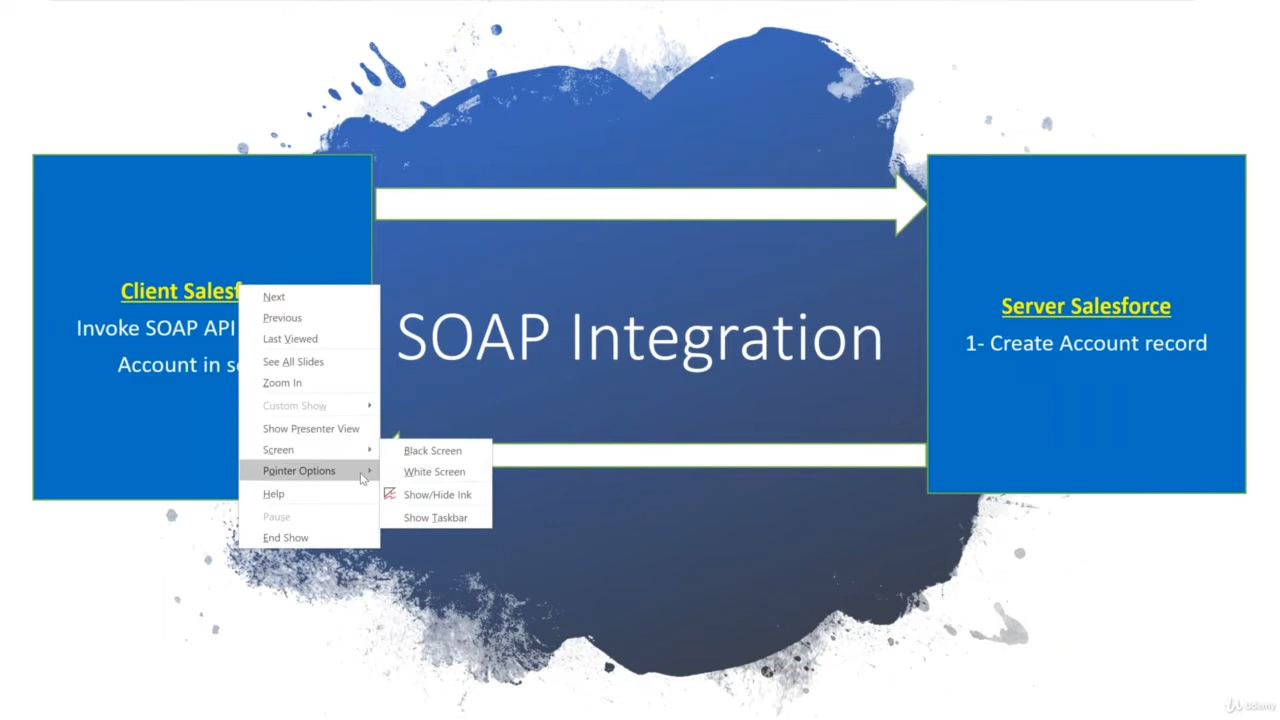 Client Salesf
Invoke SOAP API
Account in se
SOAP Integration
Server Salesforce
1- Create Account record
Next
Previous
Last Viewed
See All Slides
Zoom In
Custom Show
Show Presenter View
Screen
Pointer Options
Help
Pause
End Show
Black Screen
White Screen
Show/Hide Ink
Show Taskbar
Udemy